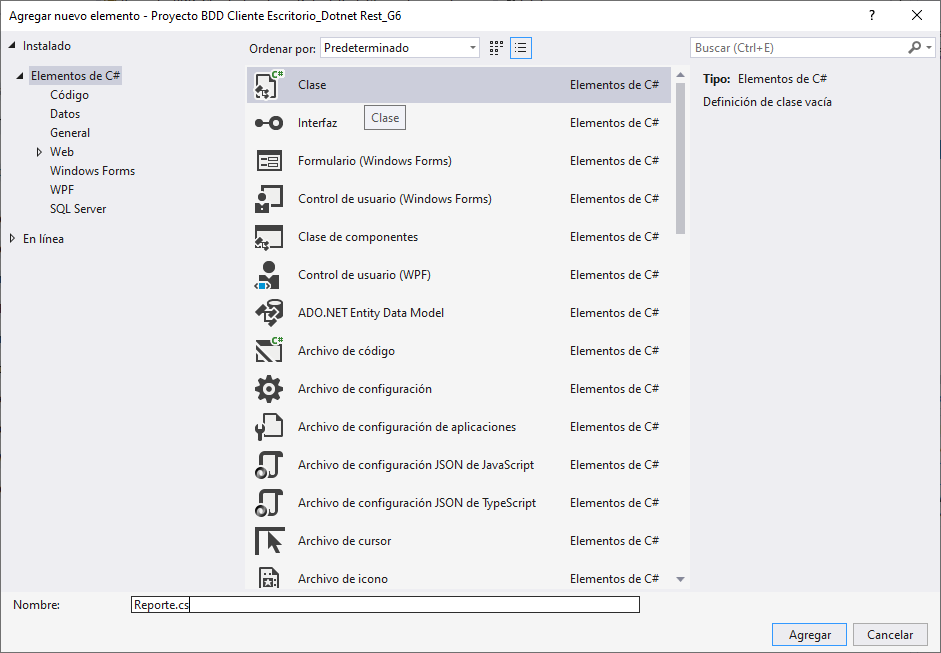 Agregar nuevo elemento - Proyecto BDD Cliente Escritorio_Dotnet Rest_G6
Instalado
Ordenar por: Predeterminado
Buscar (Ctrl+E)
Elementos de C#
Código
Datos
General
Web
Windows Forms
WPF
SQL Server
En línea
Clase Elementos de C#
Clase
Interfaz Elementos de C#
Formulario (Windows Forms) Elementos de C#
Control de usuario (Windows Forms) Elementos de C#
Clase de componentes Elementos de C#
Control de usuario (WPF) Elementos de C#
ADO.NET Entity Data Model Elementos de C#
Archivo de código Elementos de C#
Archivo de configuración Elementos de C#
Archivo de configuración de aplicaciones Elementos de C#
Archivo de configuración JSON de JavaScript Elementos de C#
Archivo de configuración JSON de TypeScript Elementos de C#
Archivo de cursor Elementos de C#
Archivo de icono Elementos de C#
Tipo: Elementos de C#
Definición de clase vacía
Nombre: Reporte.cs
Agregar Cancelar